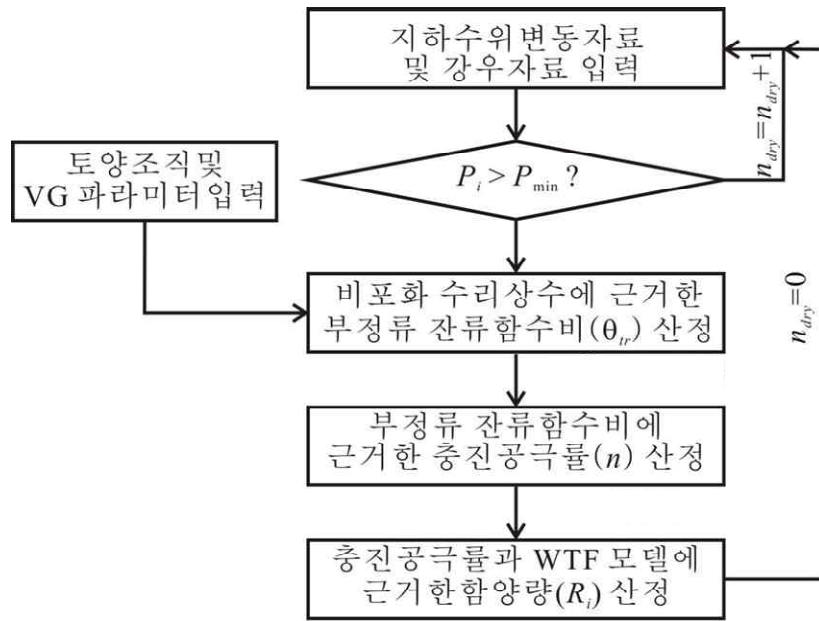 지하수위변동자료
및 강우자료 입력
n_dry=n_dry+1
토양조직및
VG 파라미터입력
P_i > P_min ?
비포화 수리상수에 근거한
부정류 잔류함수비(θ_tr) 산정
n_dry=0
부정류 잔류함수비에
근거한 충진공극률(n) 산정
충진공극률과 WTF 모델에
근거한함양량(R_i) 산정